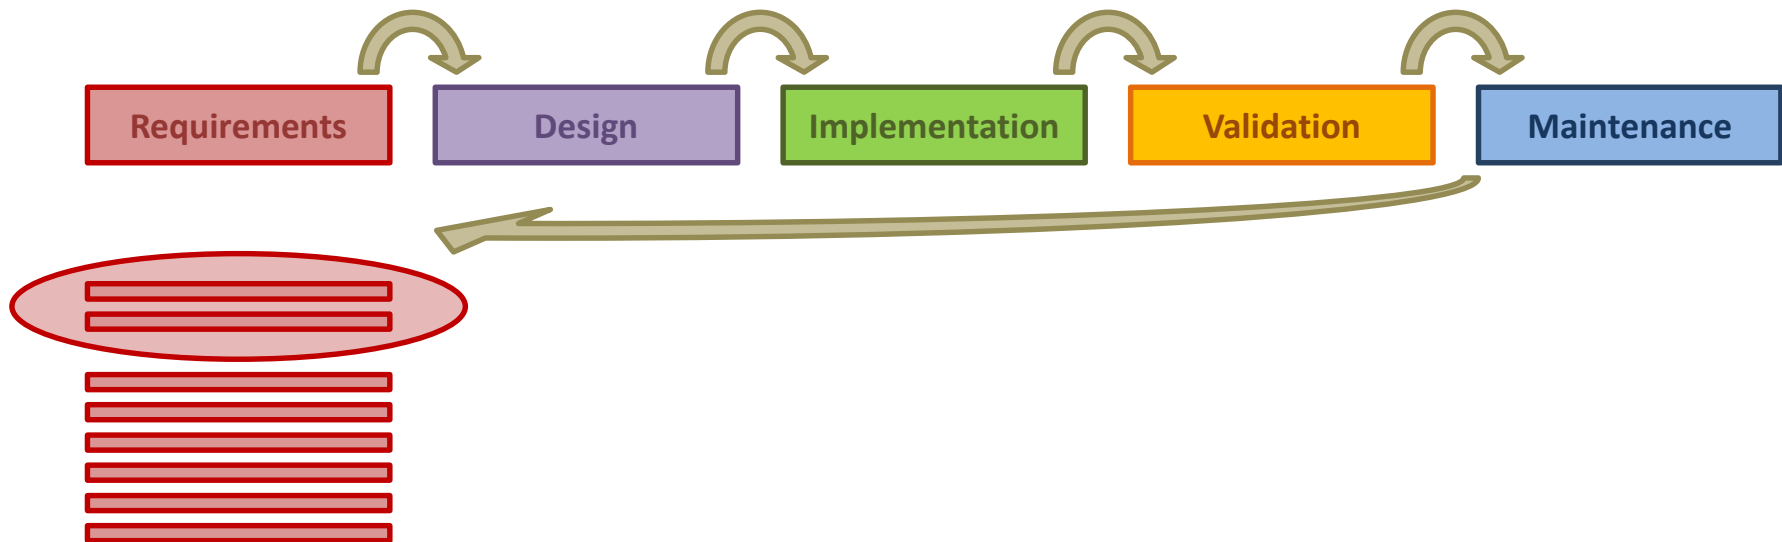 Requirements
Design
Implementation
Validation
Maintenance